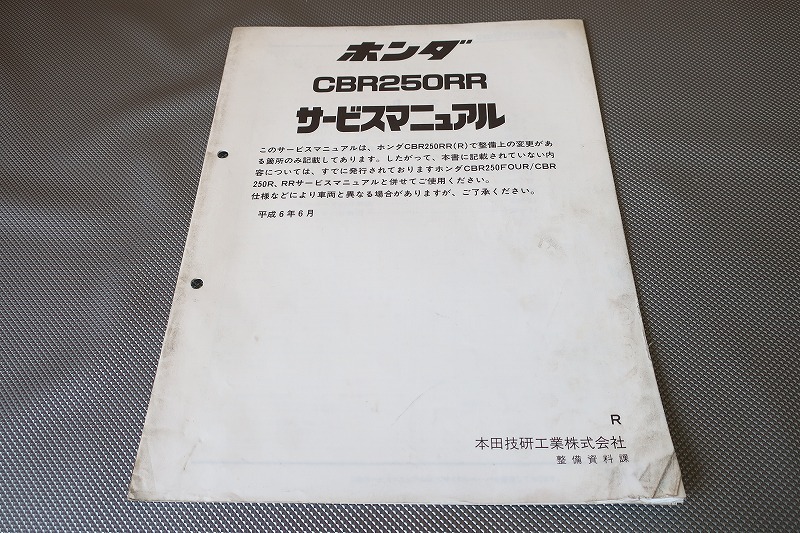 ホンダ
CBR250RR
サービスマニュアル
このサービスマニュアルは、ホンダCBR250RR(R)で整備上の変更があ
る箇所のみ記載してあります。したがって、本書に記載されていない内
容については、すでに発行されておりますホンダCBR250FOUR/CBR
250R、RRサービスマニュアルと併せてご使用ください。
仕様などにより車両と異なる場合がありますが、ご了承ください。
平成6年6月
R
本田技研工業株式会社
整備資料課